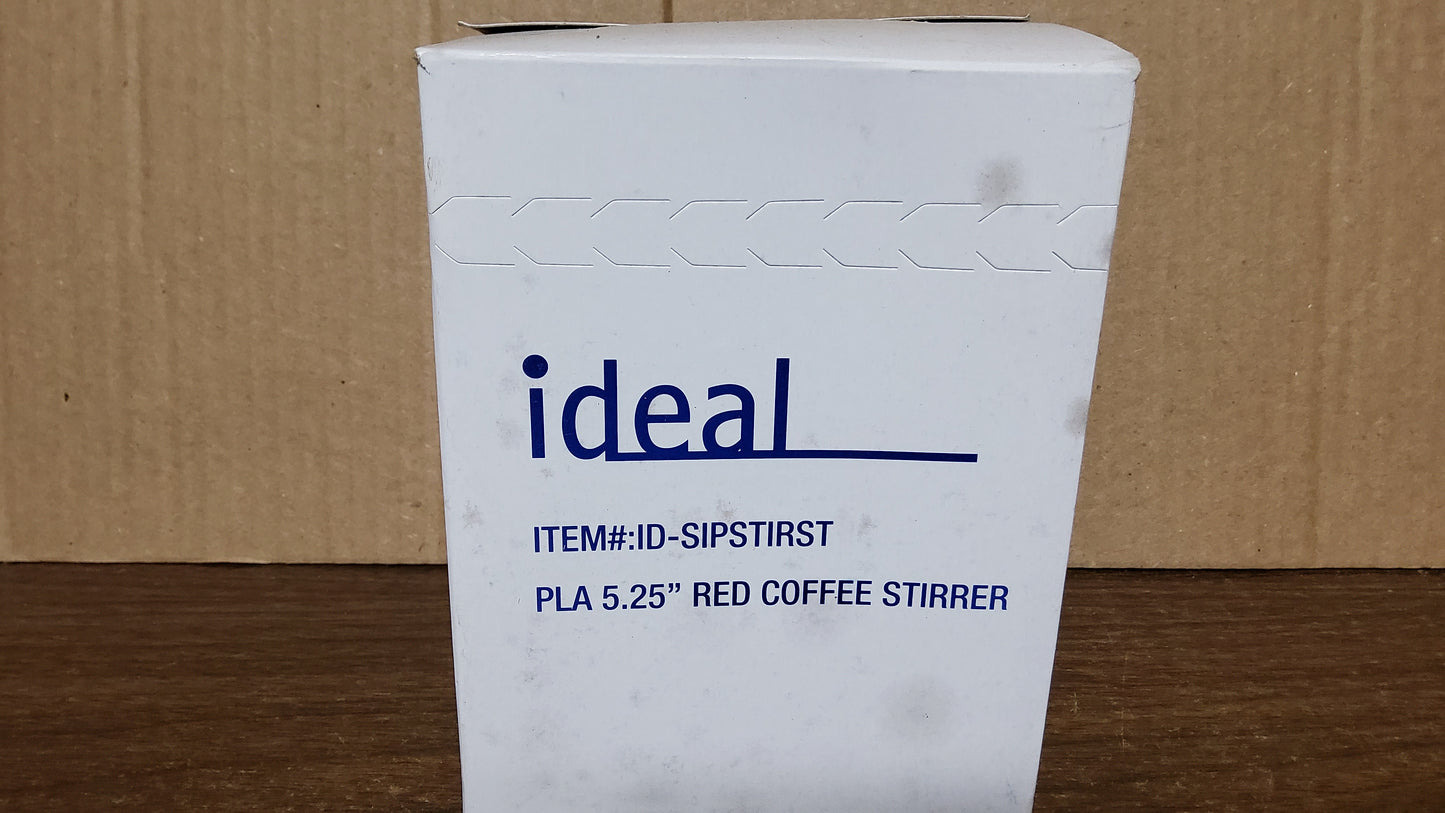 ideal
ITEM#:ID-SIPSTIRST
PLA 5.25” RED COFFEE STIRRER